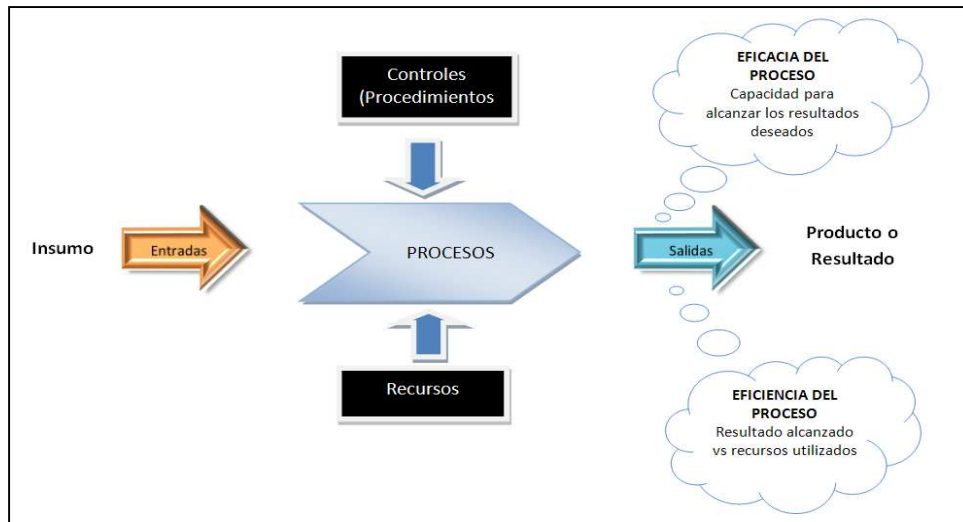 Controles
(Procedimientos
EFICACIA DEL
PROCESO
Capacidad para
alcanzar los resultados
deseados
Insumo
Entradas
PROCESOS
Salidas
Producto o
Resultado
Recursos
EFICIENCIA DEL
PROCESO
Resultado alcanzado
vs recursos utilizados